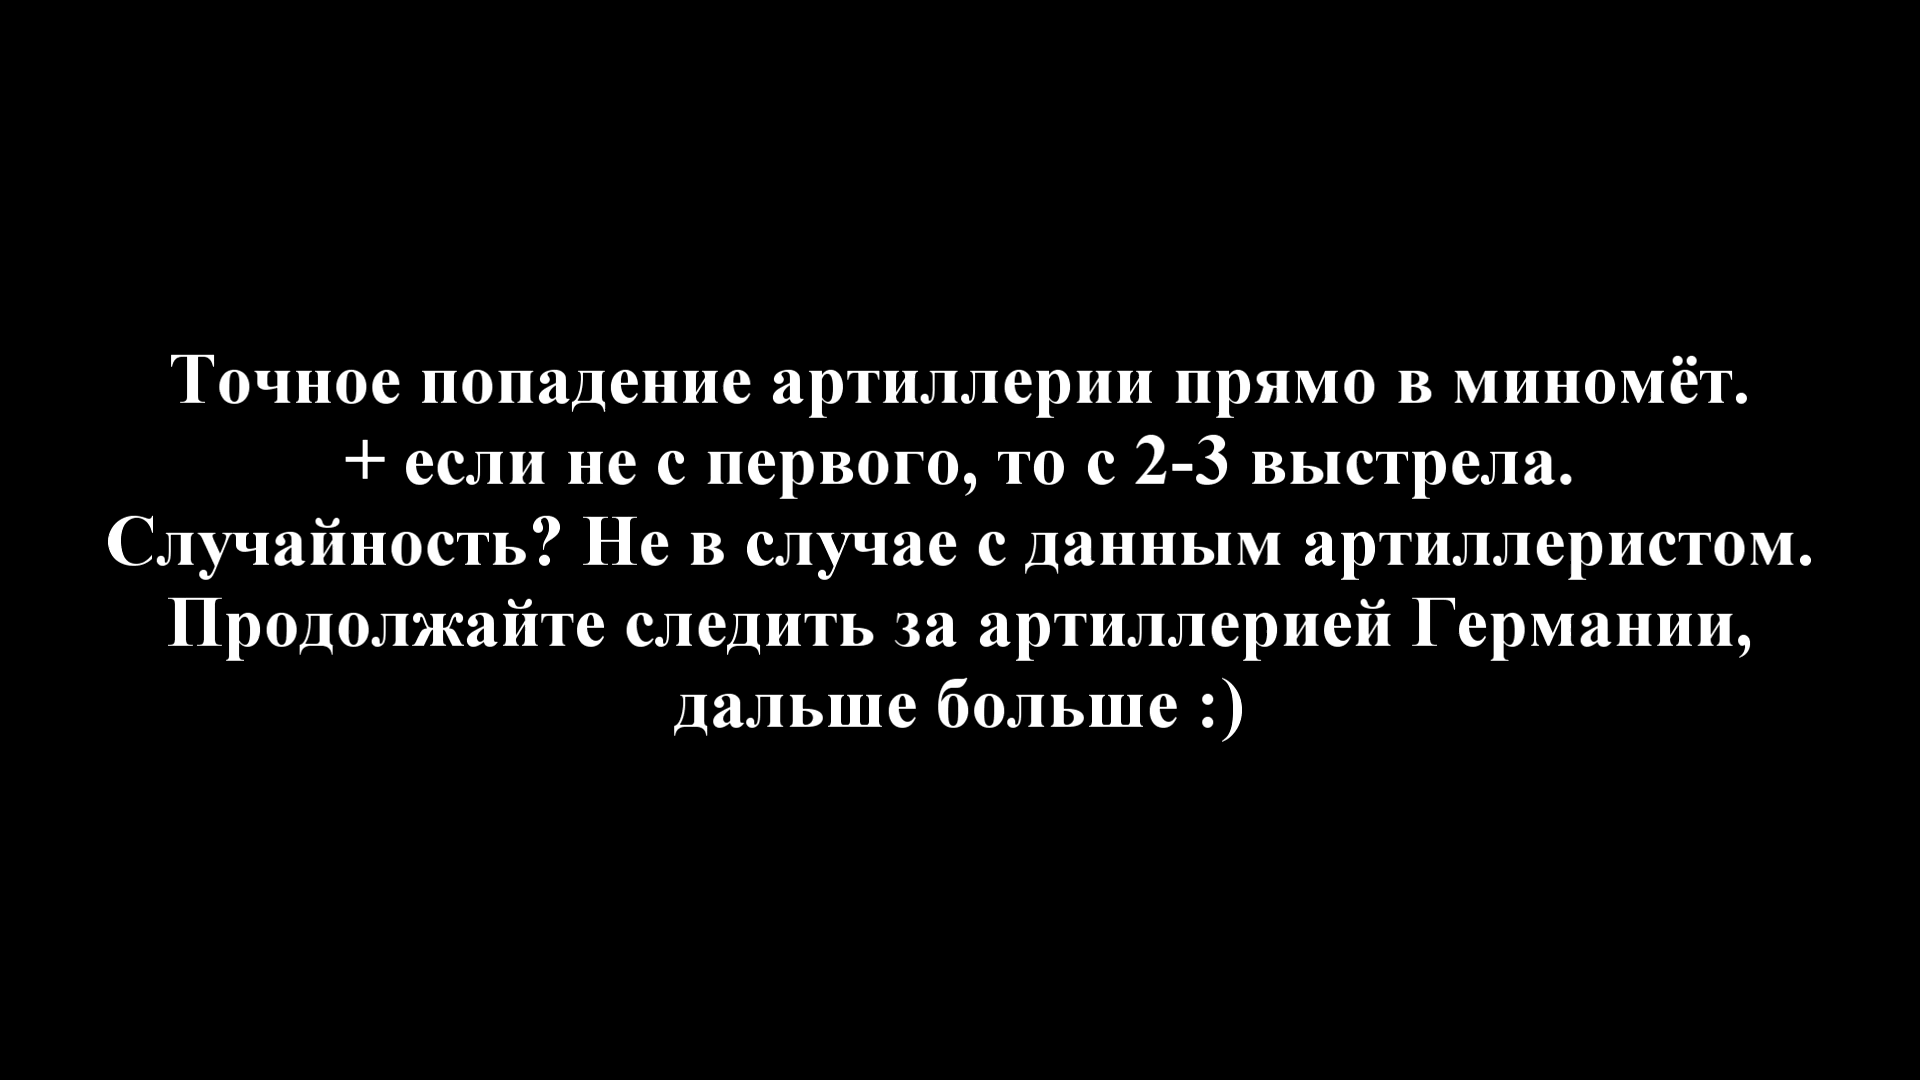 Точное попадение артиллерии прямо в миномёт.
+ если не с первого, то с 2-3 выстрела.
Случайность? Не в случае с данным артиллеристом.
Продолжайте следить за артиллерией Германии,
дальше больше :)